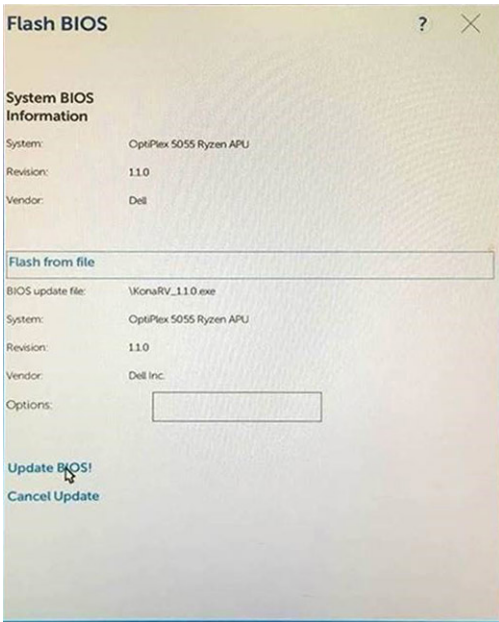 Flash BIOS
?
System BIOS
Information
System: OptiPlex 5055 Ryzen APU
Revision: 1.1.0
Vendor: Dell
Flash from file
BIOS update file: \KonaRV_1.1.0.exe
System: OptiPlex 5055 Ryzen APU
Revision: 1.1.0
Vendor: Dell Inc.
Options:
Update BIOS!
Cancel Update